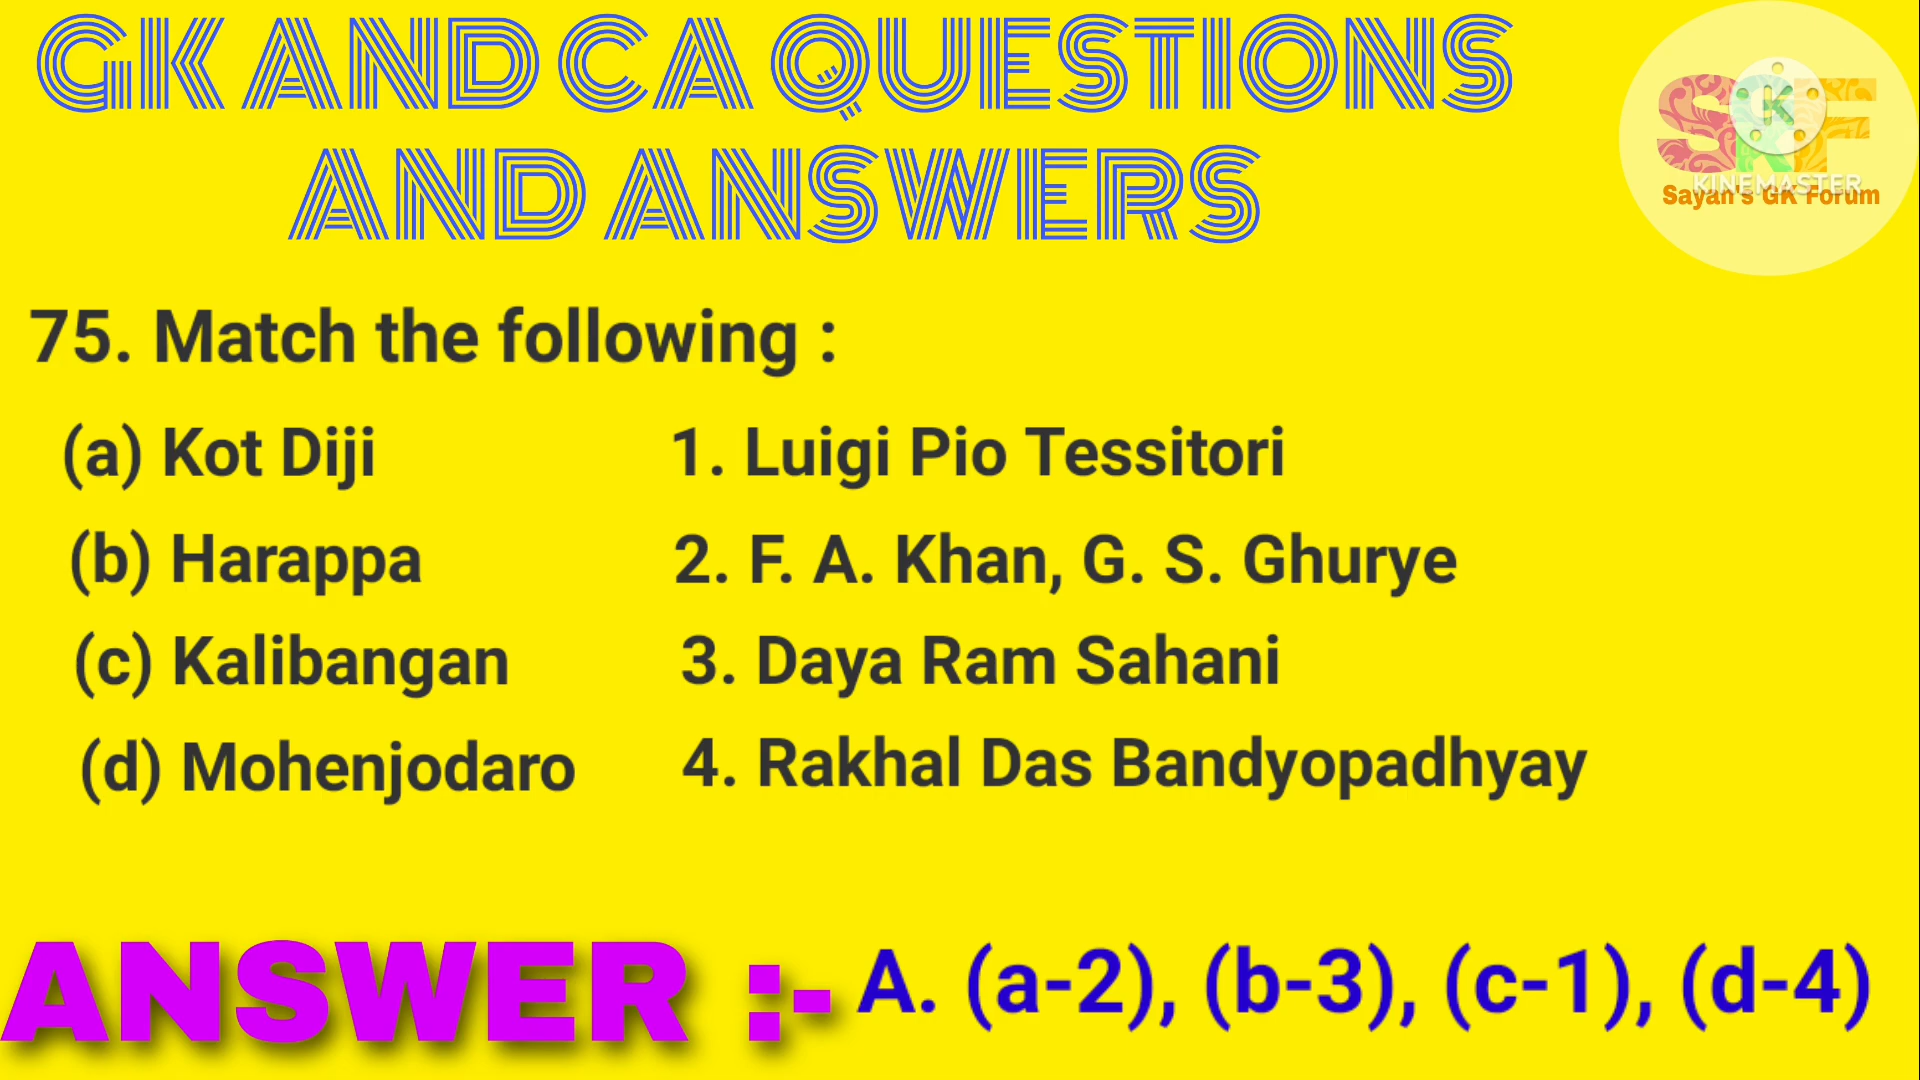 GK AND CA QUESTIONS
AND ANSWERS
SKF
K
KINEMASTER
Sayan's GK Forum
75. Match the following :
(a) Kot Diji 1. Luigi Pio Tessitori
(b) Harappa 2. F. A. Khan, G. S. Ghurye
(c) Kalibangan 3. Daya Ram Sahani
(d) Mohenjodaro 4. Rakhal Das Bandyopadhyay
ANSWER :- A. (a-2), (b-3), (c-1), (d-4)